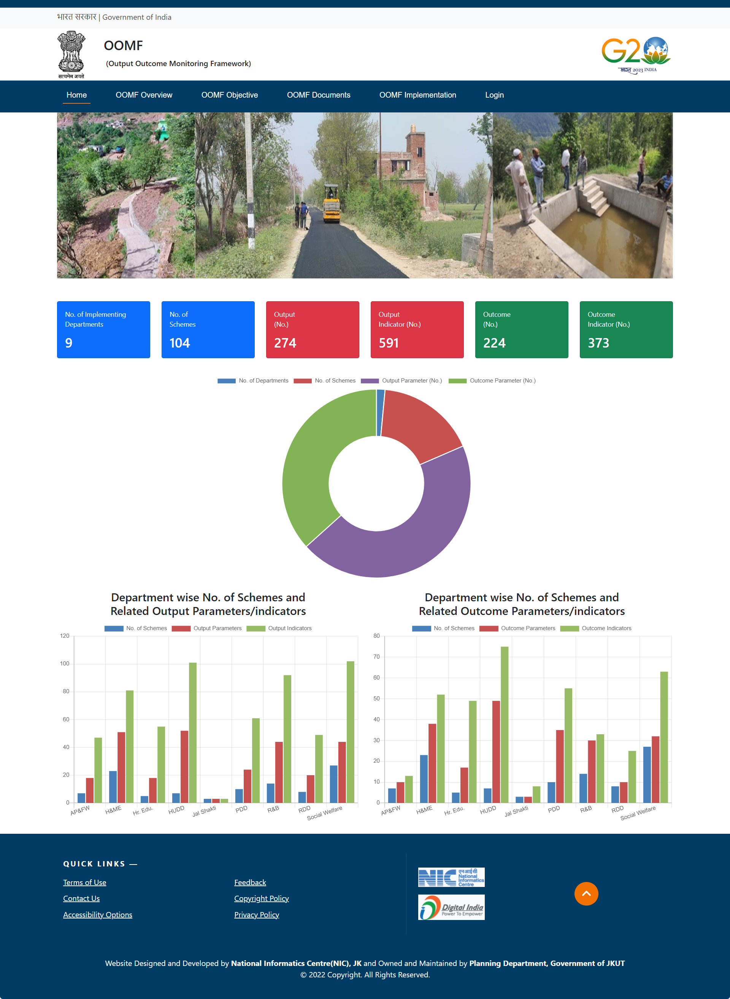 भारत सरकार | Government of India
सत्यमेव जयते
OOMF
(Output Outcome Monitoring Framework)
G20
भारत 2023 INDIA
Home OOMF Overview OOMF Objective OOMF Documents OOMF Implementation Login
No. of Implementing
Departments
9
No. of
Schemes
104
Output
(No.)
274
Output
Indicator (No.)
591
Outcome
(No.)
224
Outcome
Indicator (No.)
373
No. of Departments No. of Schemes Output Parameter (No.) Outcome Parameter (No.)
Department wise No. of Schemes and
Related Output Parameters/indicators
No. of Schemes Output Parameters Output Indicators
120
100
80
60
40
20
0
AP&FW H&ME Hr. Edu. HUDD Jal Shakti PDD R&B RDD Social Welfare
Department wise No. of Schemes and
Related Outcome Parameters/indicators
No. of Schemes Outcome Parameters Outcome Indicators
80
70
60
50
40
30
20
10
0
AP&FW H&ME Hr. Edu. HUDD Jal Shakti PDD R&B RDD Social Welfare
QUICK LINKS —
Terms of Use
Contact Us
Accessibility Options
Feedback
Copyright Policy
Privacy Policy
NIC
एनआईसी
National
Informatics
Centre
Digital India
Power To Empower
Website Designed and Developed by National Informatics Centre(NIC), JK and Owned and Maintained by Planning Department, Government of JKUT
© 2022 Copyright. All Rights Reserved.